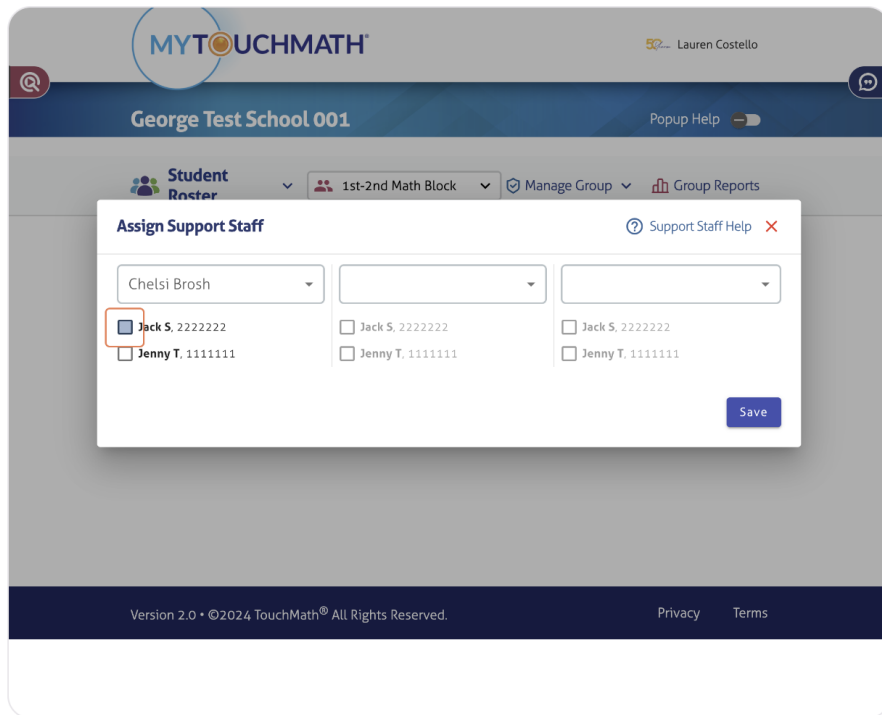 MYTOUCHMATH®
Lauren Costello
George Test School 001
Popup Help
Student
Roster
1st-2nd Math Block
Manage Group
Group Reports
Assign Support Staff
Support Staff Help
Chelsi Brosh
Jack S, 2222222
Jack S, 2222222
Jack S, 2222222
Jenny T, 1111111
Jenny T, 1111111
Jenny T, 1111111
Save
Version 2.0 • ©2024 TouchMath® All Rights Reserved.
Privacy
Terms